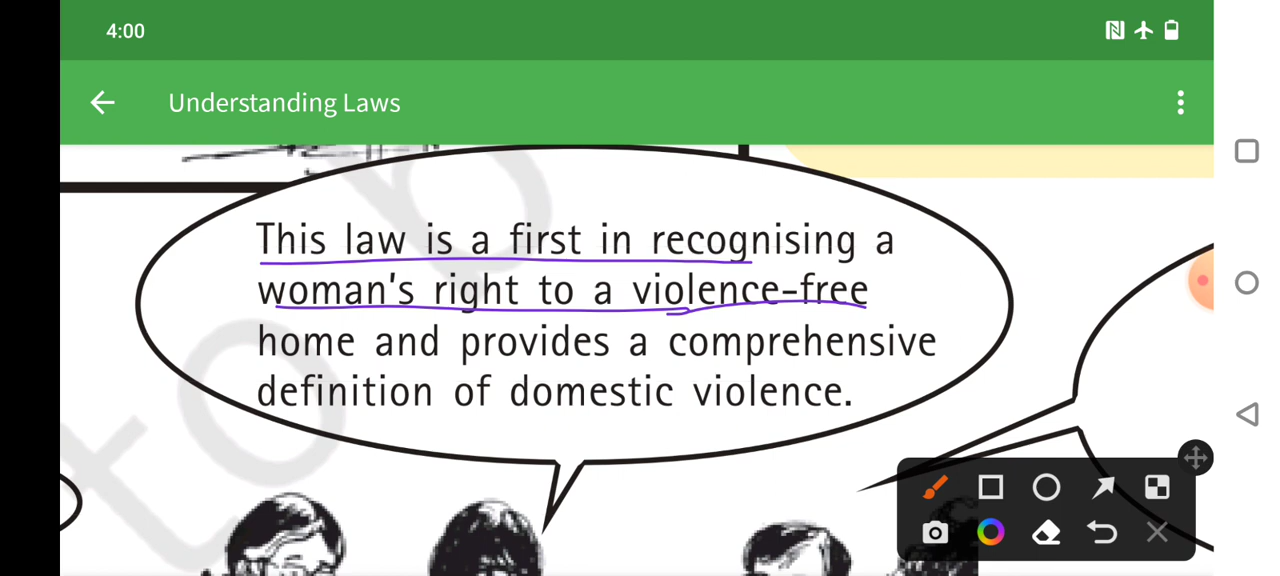 4:00
Understanding Laws
This law is a first in recognising a
woman's right to a violence-free
home and provides a comprehensive
definition of domestic violence.